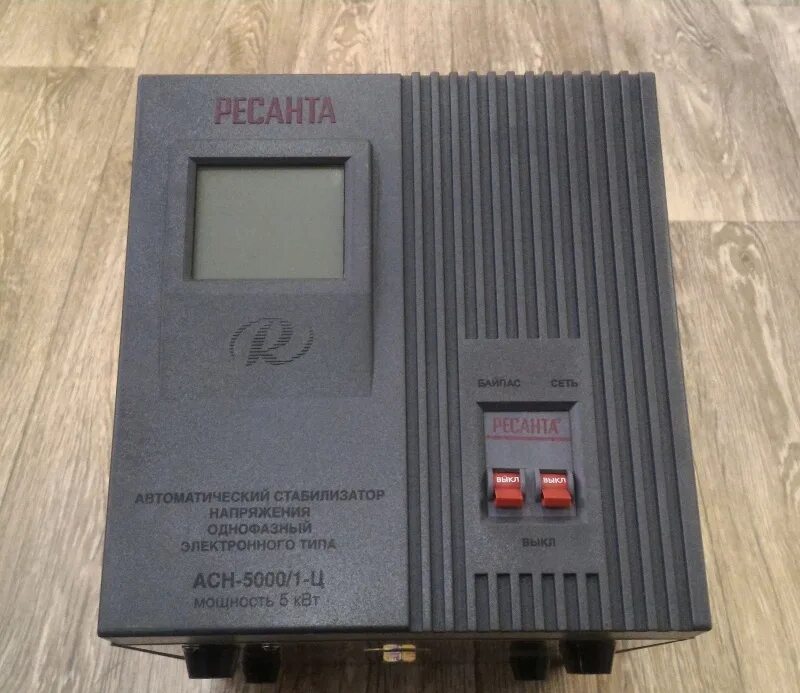 РЕСАНТА
R
БАЙПАС СЕТЬ
РЕСАНТА
ВЫКЛ ВЫКЛ
ВЫКЛ
АВТОМАТИЧЕСКИЙ СТАБИЛИЗАТОР
НАПРЯЖЕНИЯ
ОДНОФАЗНЫЙ
ЭЛЕКТРОННОГО ТИПА
АСН-5000/1-Ц
МОЩНОСТЬ 5 кВт